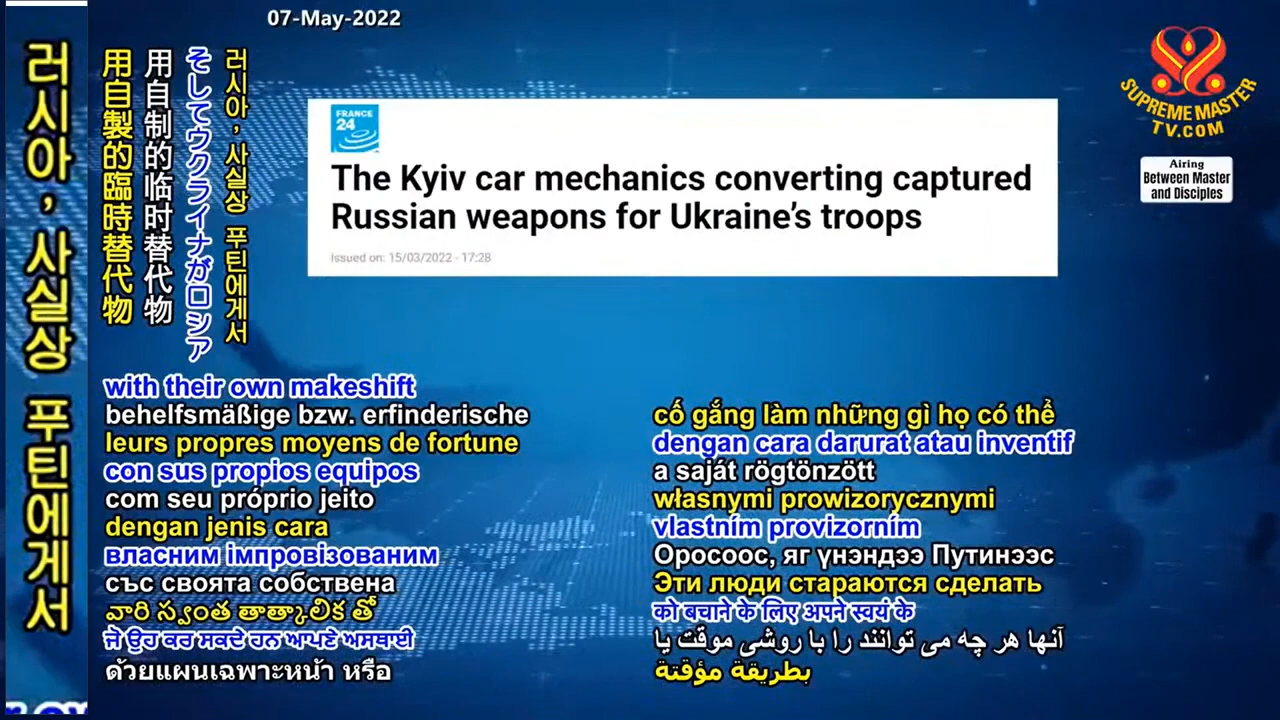 07-May-2022
러시아, 사실상 푸틴에게서
用自製的臨時替代物
用自制的临时替代物
そしてウクライナがロシア
러시아, 사실상 푸틴에게서
FRANCE 24
The Kyiv car mechanics converting captured
Russian weapons for Ukraine's troops
Issued on: 15/03/2022 - 17:28
SUPREME MASTER
TV.COM
Airing
Between Master
and Disciples
with their own makeshift
behelfsmäßige bzw. erfinderische
leurs propres moyens de fortune
con sus propios equipos
com seu próprio jeito
dengan jenis cara
власним імпровізованим
със своята собствена
వారి స్వంత తాత్కాలిక తో
ਜੋ ਉਹ ਕਰ ਸਕਦੇ ਹਨ ਆਪਣੇ ਅਸਥਾਈ
ด้วยแผนเฉพาะหน้า หรือ
cố gắng làm những gì họ có thể
dengan cara darurat atau inventif
a saját rögtönzött
własnymi prowizorycznymi
vlastním provizorním
Оросоос, яг үнэндээ Путинээс
Эти люди стараются сделать
को बचाने के लिए अपने स्वयं के
آنها هر چه می توانند را با روشی موقت یا
بطريقة مؤقتة